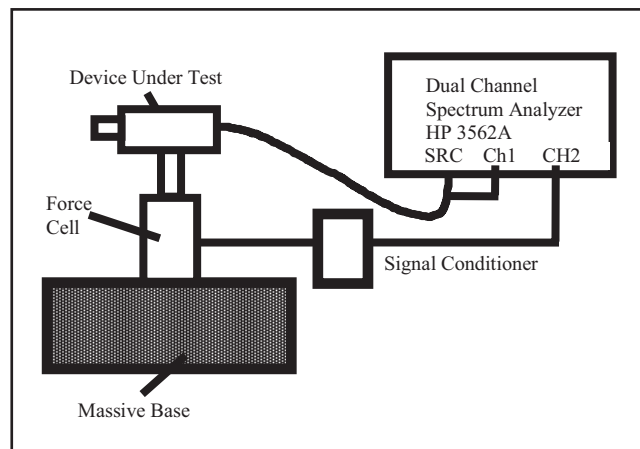 Device Under Test
Dual Channel
Spectrum Analyzer
HP 3562A
SRC Ch1 CH2
Force
Cell
Signal Conditioner
Massive Base